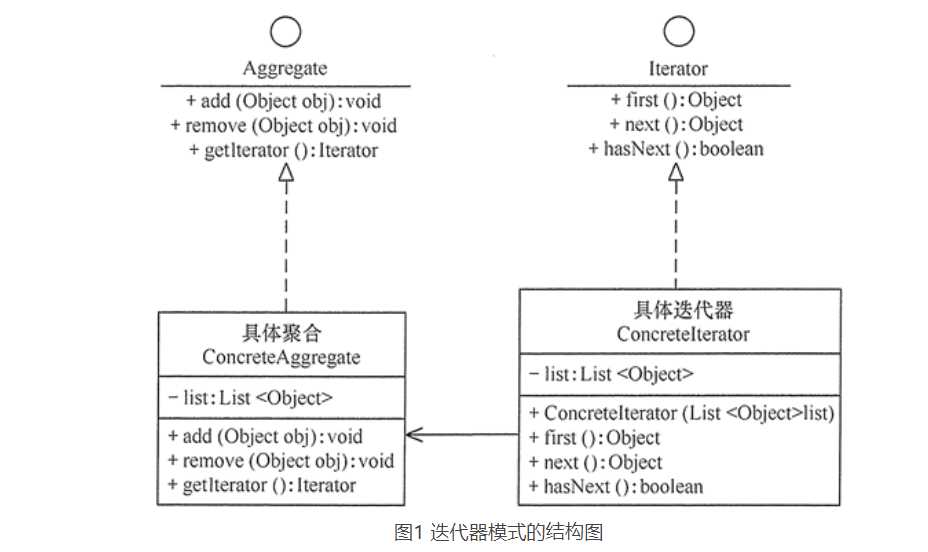 Aggregate
+ add (Object obj):void
+ remove (Object obj):void
+ getIterator ():Iterator
Iterator
+ first ():Object
+ next ():Object
+ hasNext ():boolean
具体聚合
ConcreteAggregate
- list:List <Object>
+ add (Object obj):void
+ remove (Object obj):void
+ getIterator ():Iterator
具体迭代器
ConcreteIterator
- list:List <Object>
+ ConcreteIterator (List <Object>list)
+ first ():Object
+ next ():Object
+ hasNext ():boolean
图1 迭代器模式的结构图